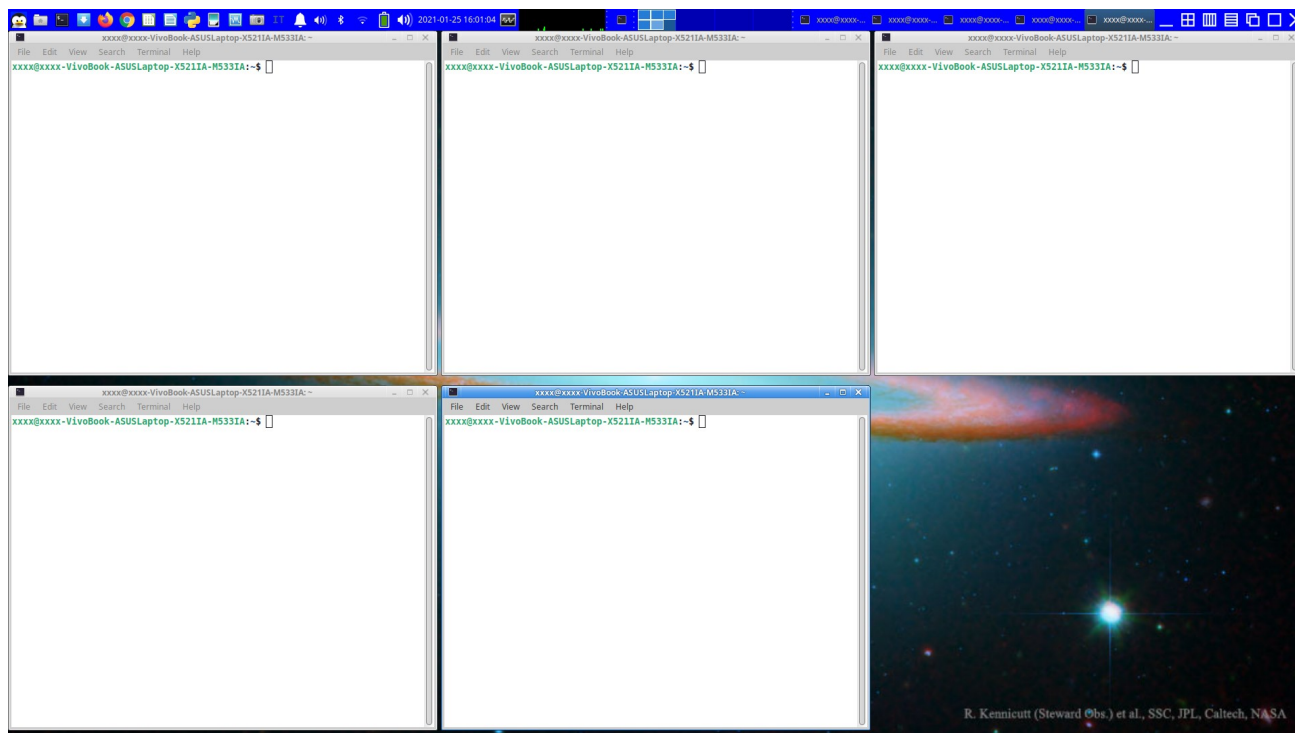 IT 2021-01-25 16:01:04 xxxx@xxxx-... xxxx@xxxx-... xxxx@xxxx-... xxxx@xxxx-... xxxx@xxxx-...
xxxx@xxxx-VivoBook-ASUSLaptop-X521IA-M533IA: ~
File Edit View Search Terminal Help
xxxx@xxxx-VivoBook-ASUSLaptop-X521IA-M533IA:~$
xxxx@xxxx-VivoBook-ASUSLaptop-X521IA-M533IA: ~
File Edit View Search Terminal Help
xxxx@xxxx-VivoBook-ASUSLaptop-X521IA-M533IA:~$
xxxx@xxxx-VivoBook-ASUSLaptop-X521IA-M533IA: ~
File Edit View Search Terminal Help
xxxx@xxxx-VivoBook-ASUSLaptop-X521IA-M533IA:~$
xxxx@xxxx-VivoBook-ASUSLaptop-X521IA-M533IA: ~
File Edit View Search Terminal Help
xxxx@xxxx-VivoBook-ASUSLaptop-X521IA-M533IA:~$
xxxx@xxxx-VivoBook-ASUSLaptop-X521IA-M533IA: ~
File Edit View Search Terminal Help
xxxx@xxxx-VivoBook-ASUSLaptop-X521IA-M533IA:~$
R. Kennicutt (Steward Obs.) et al., SSC, JPL, Caltech, NASA